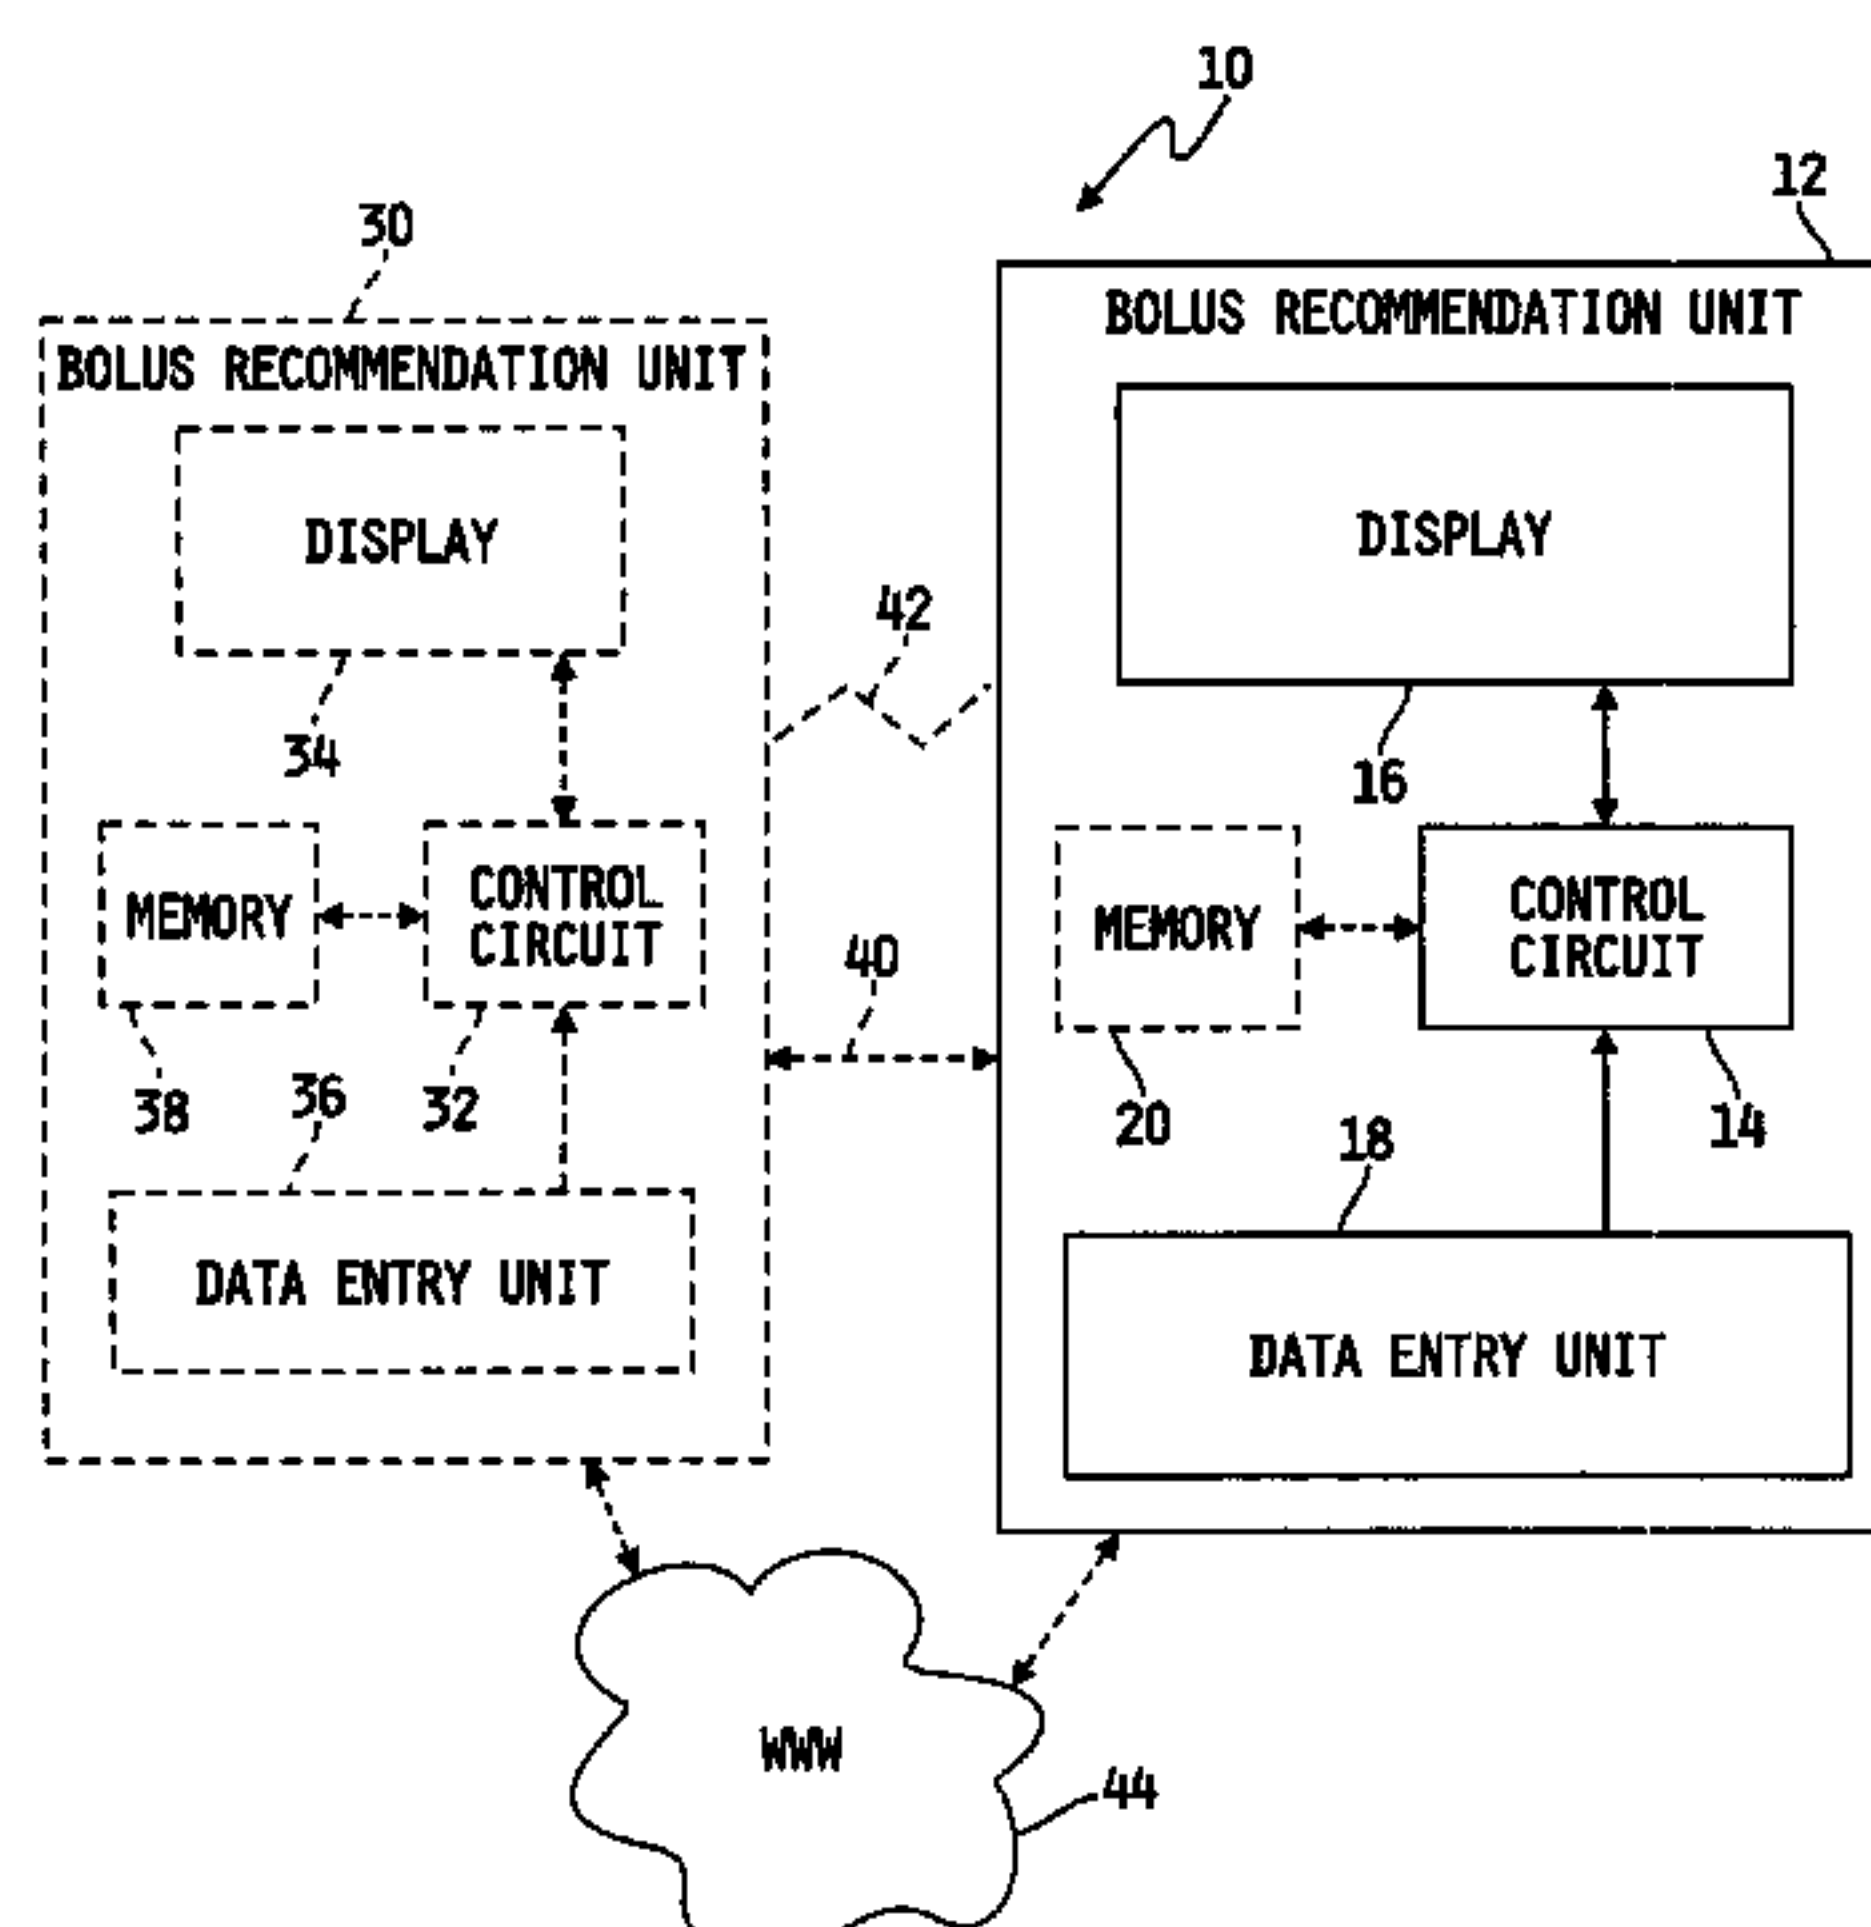 10
12
30
BOLUS RECOMMENDATION UNIT
BOLUS RECOMMENDATION UNIT
DISPLAY
DISPLAY
42
34
16
MEMORY
CONTROL
CIRCUIT
MEMORY
CONTROL
CIRCUIT
40
38
36
32
20
18
14
DATA ENTRY UNIT
DATA ENTRY UNIT
WWW
44